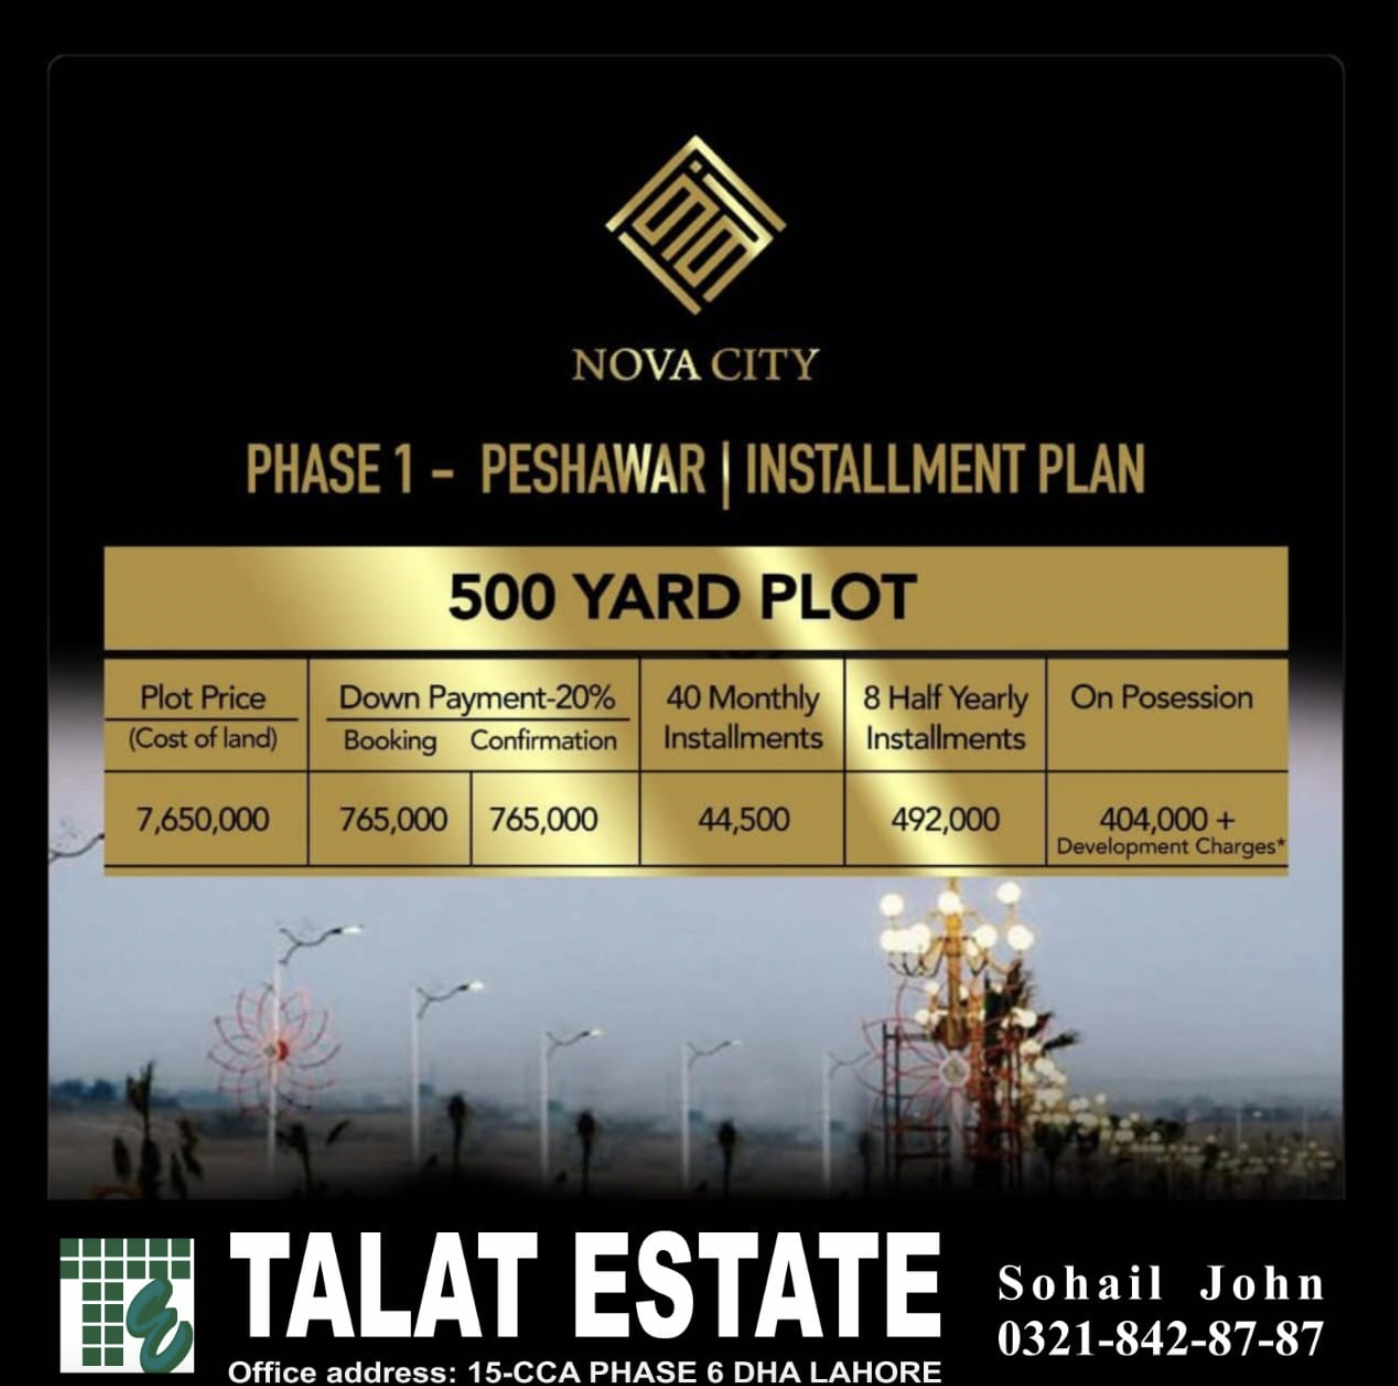 NOVA CITY
PHASE 1 - PESHAWAR | INSTALLMENT PLAN
500 YARD PLOT
Plot Price
(Cost of land)
Down Payment-20%
Booking Confirmation
40 Monthly
Installments
8 Half Yearly
Installments
On Posession
7,650,000
765,000
765,000
44,500
492,000
404,000 +
Development Charges*
TALAT ESTATE
Office address: 15-CCA PHASE 6 DHA LAHORE
Sohail John
0321-842-87-87